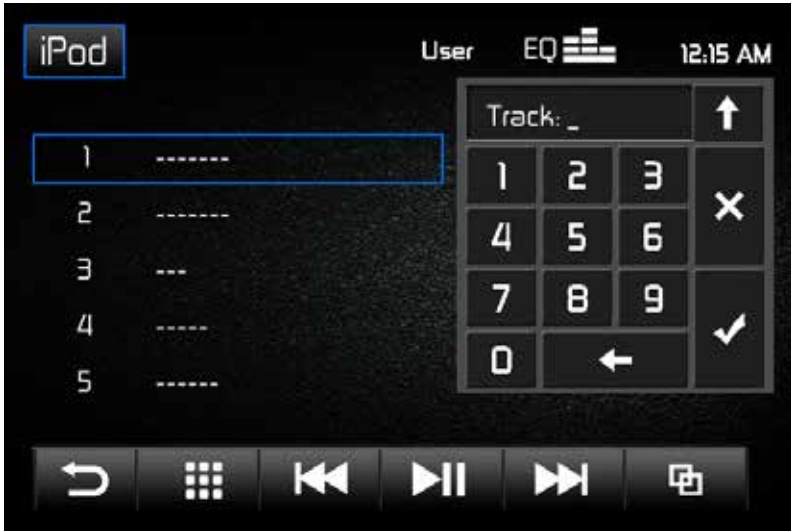 iPod User EQ 12:15 AM
Track: _
1 -------
2 -------
3 ---
4 -----
5 ------
1 2 3
4 5 6
7 8 9
0